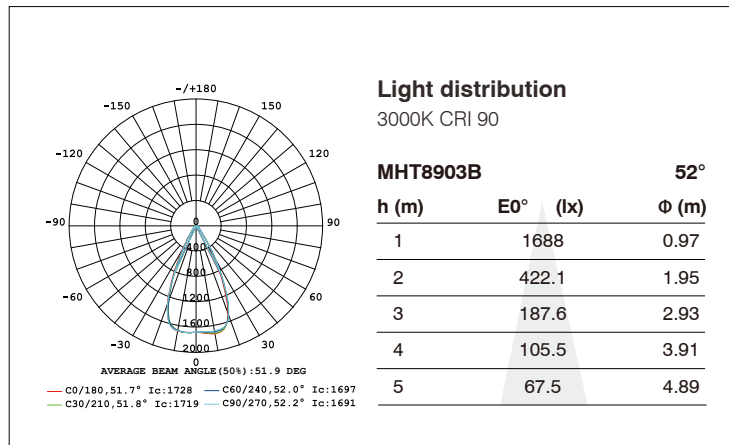 -/+180
-150
150
-120
120
-90
90
-60
60
-30
30
0
400
800
1200
1600
2000
0
AVERAGE BEAM ANGLE(50%):51.9 DEG
C0/180,51.7° Ic:1728
C60/240,52.0° Ic:1697
C30/210,51.8° Ic:1719
C90/270,52.2° Ic:1691
Light distribution
3000K CRI 90
MHT8903B 52°
h (m) E0° (lx) Φ (m)
1 1688 0.97
2 422.1 1.95
3 187.6 2.93
4 105.5 3.91
5 67.5 4.89